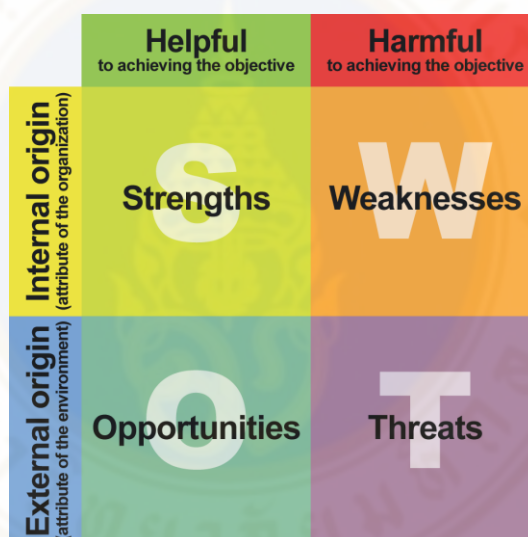 Helpful
to achieving the objective
Harmful
to achieving the objective
Internal origin
(attribute of the organization)
S
Strengths
W
Weaknesses
External origin
(attribute of the environment)
O
Opportunities
T
Threats